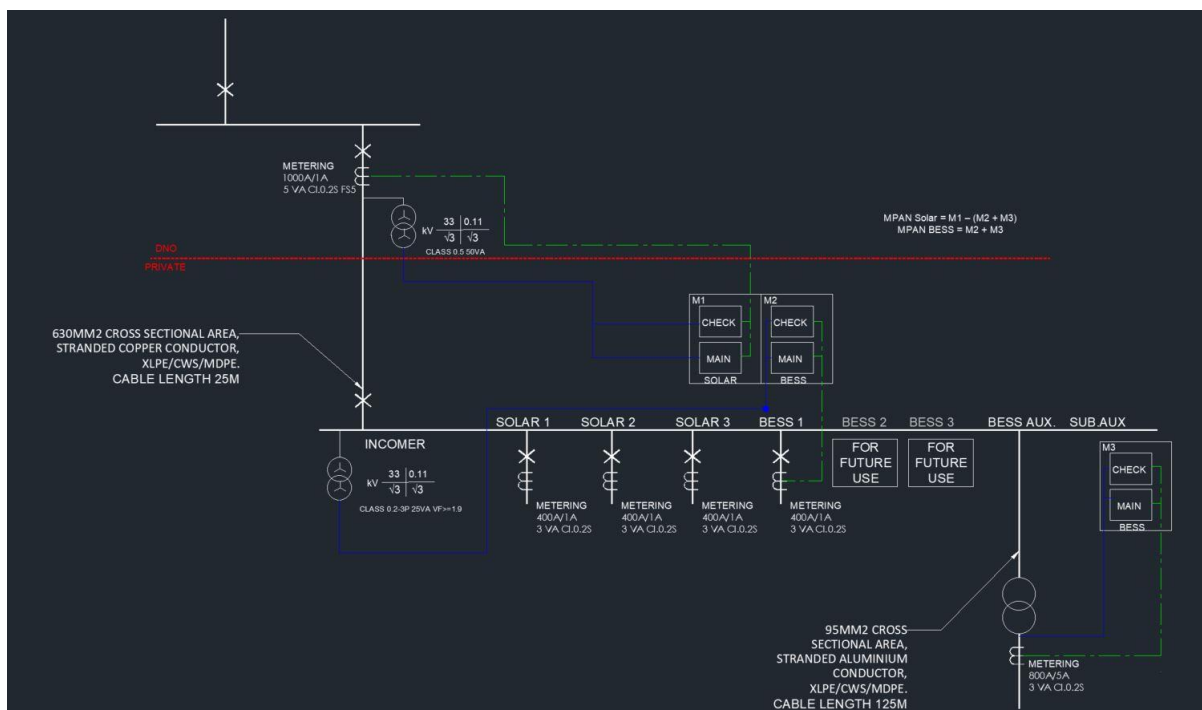 METERING
1000A/1A
5 VA Cl.0.2S FS5
kV 33 0.11
√3 √3
CLASS 0.5 50VA
MPAN Solar = M1 – (M2 + M3)
MPAN BESS = M2 + M3
DNO
PRIVATE
M1
CHECK
MAIN
SOLAR
M2
CHECK
MAIN
BESS
630MM2 CROSS SECTIONAL AREA,
STRANDED COPPER CONDUCTOR,
XLPE/CWS/MDPE.
CABLE LENGTH 25M
INCOMER
SOLAR 1
SOLAR 2
SOLAR 3
BESS 1
BESS 2
BESS 3
BESS AUX.
SUB.AUX
FOR
FUTURE
USE
FOR
FUTURE
USE
kV 33 0.11
√3 √3
CLASS 0.2-3P 25VA VF>=1.9
METERING
400A/1A
3 VA Cl.0.2S
METERING
400A/1A
3 VA Cl.0.2S
METERING
400A/1A
3 VA Cl.0.2S
METERING
400A/1A
3 VA Cl.0.2S
M3
CHECK
MAIN
BESS
95MM2 CROSS
SECTIONAL AREA,
STRANDED ALUMINIUM
CONDUCTOR,
XLPE/CWS/MDPE.
CABLE LENGTH 125M
METERING
800A/5A
3 VA Cl.0.2S